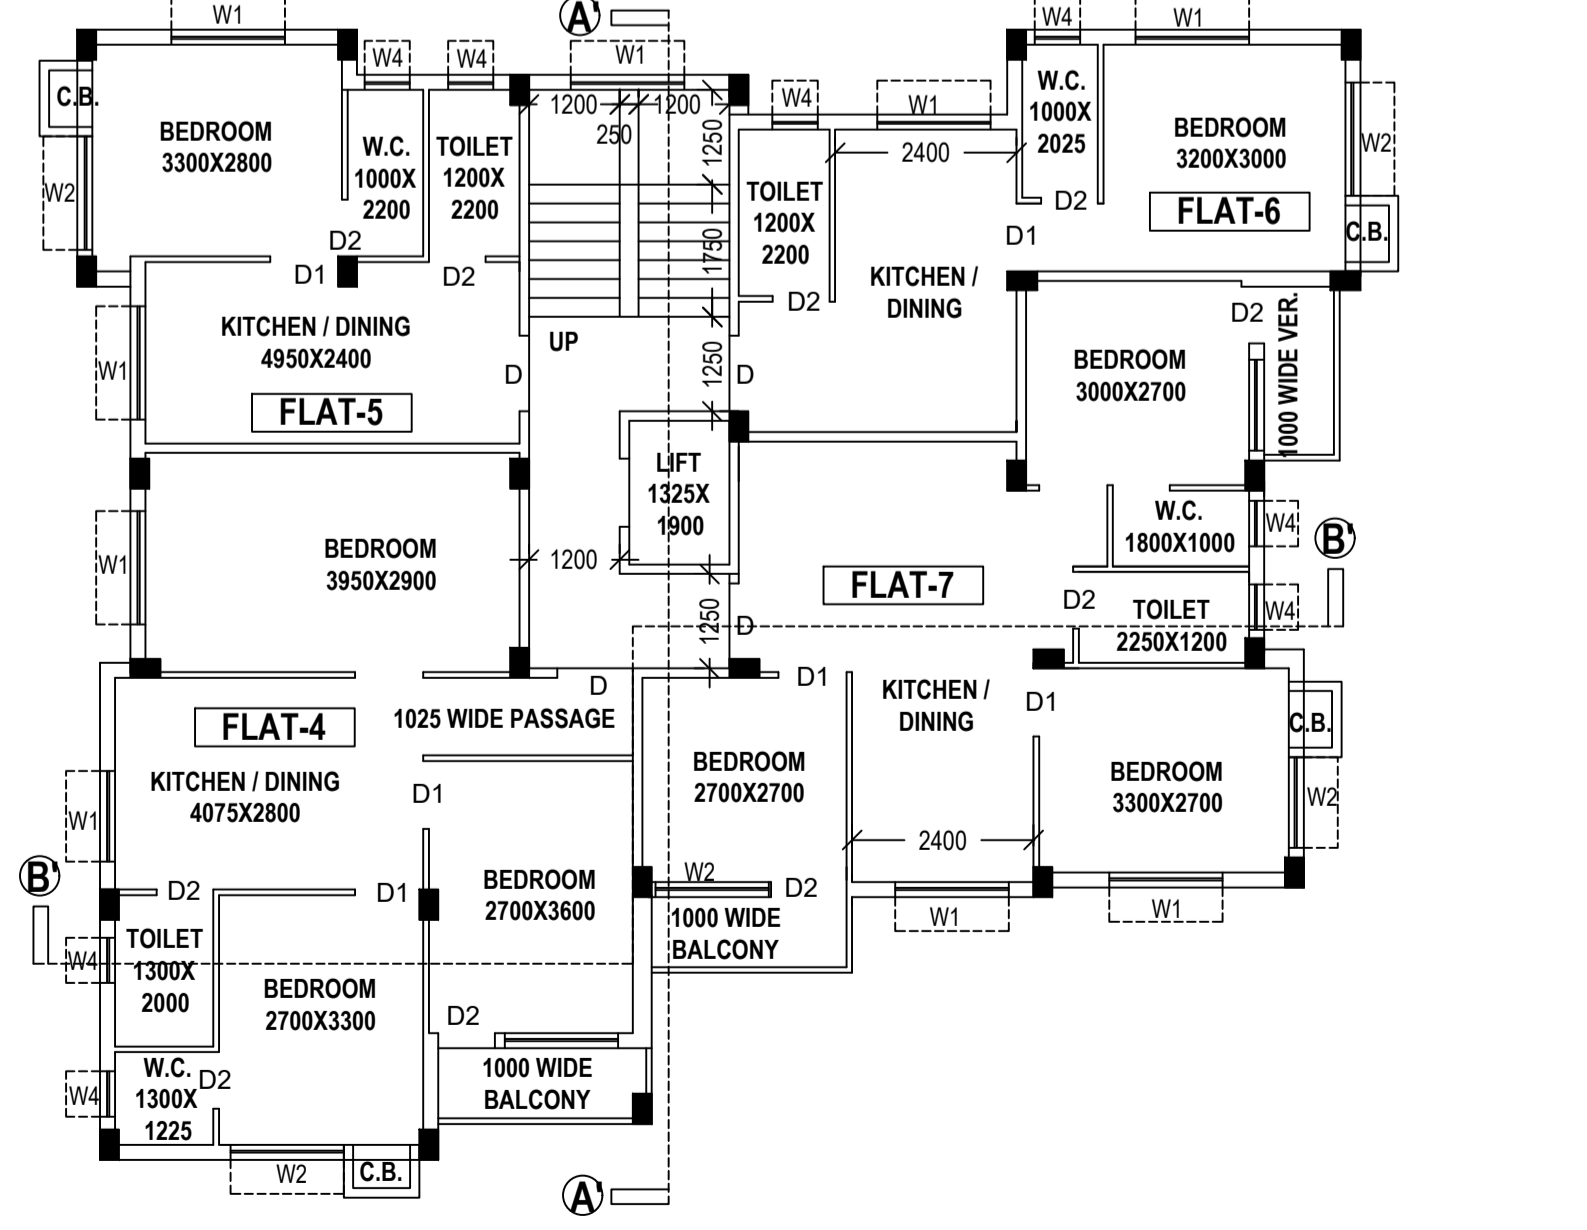 A'
W1
W4
W1
W4
W4
W1
C.B.
BEDROOM
3300X2800
W2
W.C.
1000X
2200
TOILET
1200X
2200
D2
D1
D2
1200
1200
250
1250
1750
1250
UP
W4
W1
2400
TOILET
1200X
2200
D2
KITCHEN /
DINING
W.C.
1000X
2025
D2
D1
BEDROOM
3200X3000
FLAT-6
W2
C.B.
KITCHEN / DINING
4950X2400
W1
FLAT-5
D
D
BEDROOM
3000X2700
D2
1000 WIDE VER.
LIFT
1325X
1900
W1
BEDROOM
3950X2900
1200
1250
D
FLAT-7
W.C.
1800X1000
W4
B'
D2
TOILET
2250X1200
W4
D
1025 WIDE PASSAGE
FLAT-4
KITCHEN / DINING
4075X2800
W1
D1
D1
BEDROOM
2700X2700
KITCHEN /
DINING
D1
2400
BEDROOM
3300X2700
C.B.
W2
W1
W1
W2
D2
1000 WIDE
BALCONY
B'
D2
D1
BEDROOM
2700X3600
TOILET
1300X
2000
W4
BEDROOM
2700X3300
D2
1000 WIDE
BALCONY
W.C.
1300X
1225
D2
W4
W2
C.B.
A'